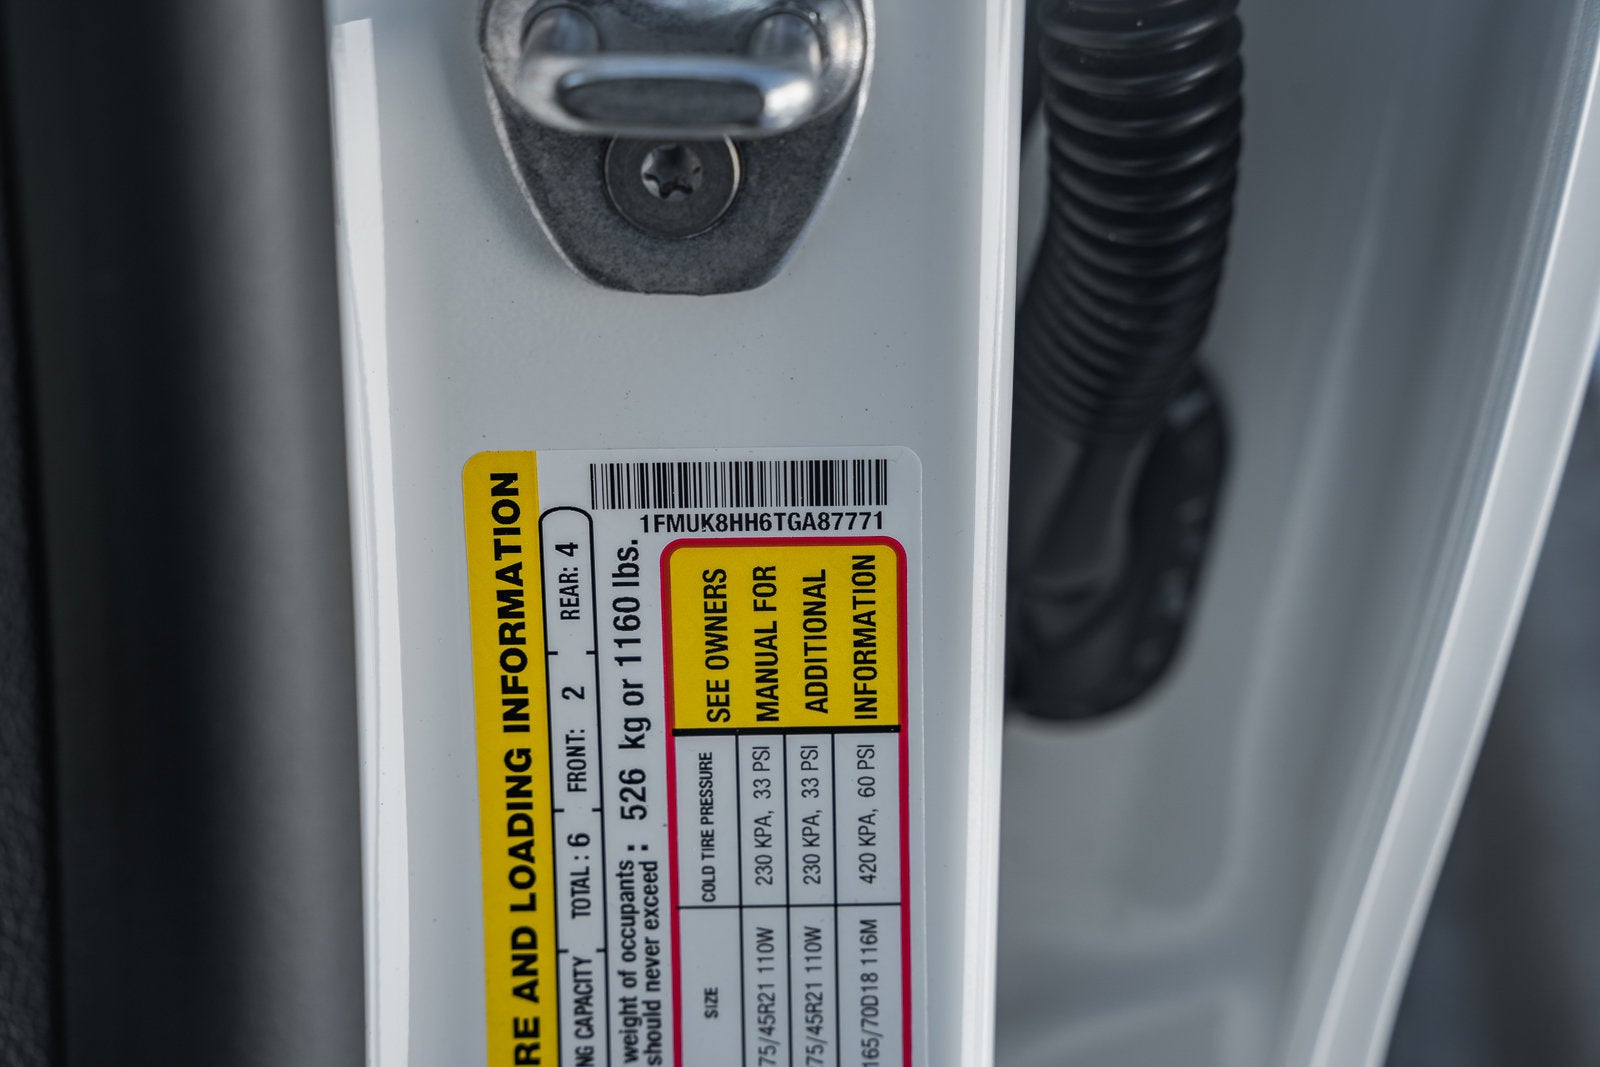 1FMUK8HH6TGA87771
RE AND LOADING INFORMATION
NG CAPACITY TOTAL : 6 FRONT: 2 REAR: 4
weight of occupants :
should never exceed : 526 kg or 1160 lbs.
SIZE COLD TIRE PRESSURE
75/45R21 110W 230 KPA, 33 PSI
75/45R21 110W 230 KPA, 33 PSI
165/70D18 116M 420 KPA, 60 PSI
SEE OWNERS
MANUAL FOR
ADDITIONAL
INFORMATION